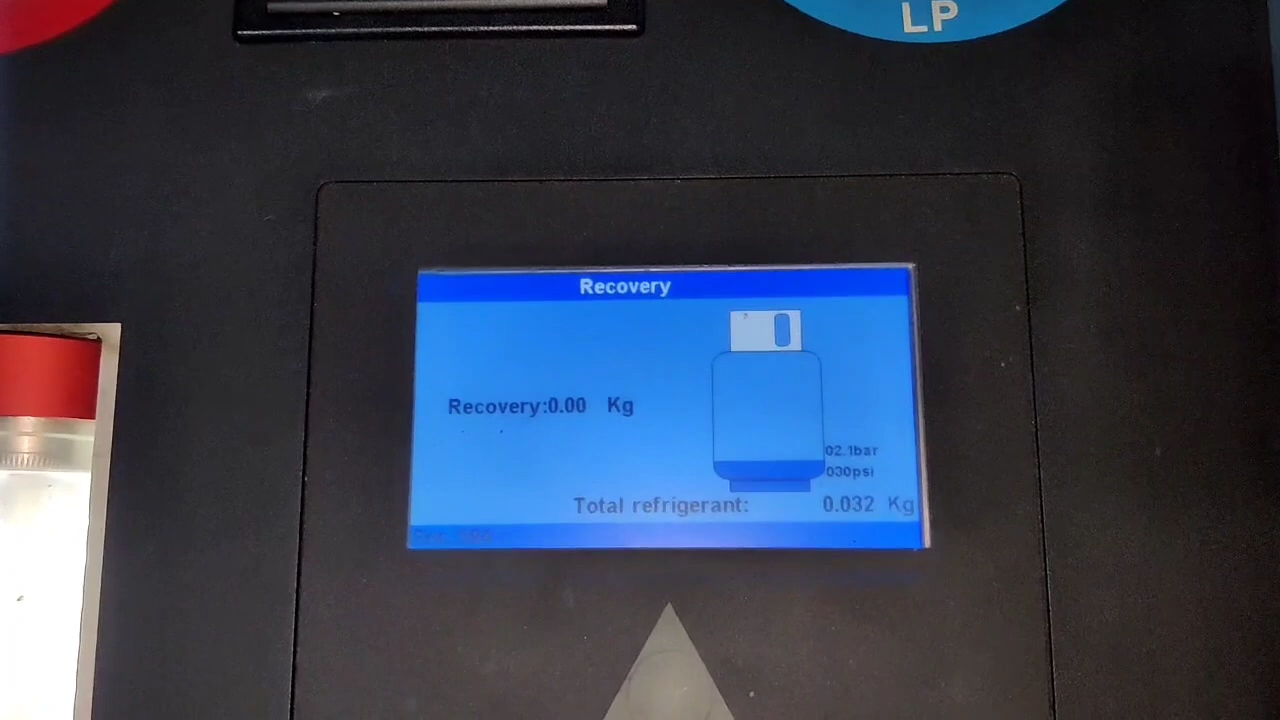 LP
Recovery
Recovery:0.00 Kg
02.1bar
030psi
Total refrigerant: 0.032 Kg